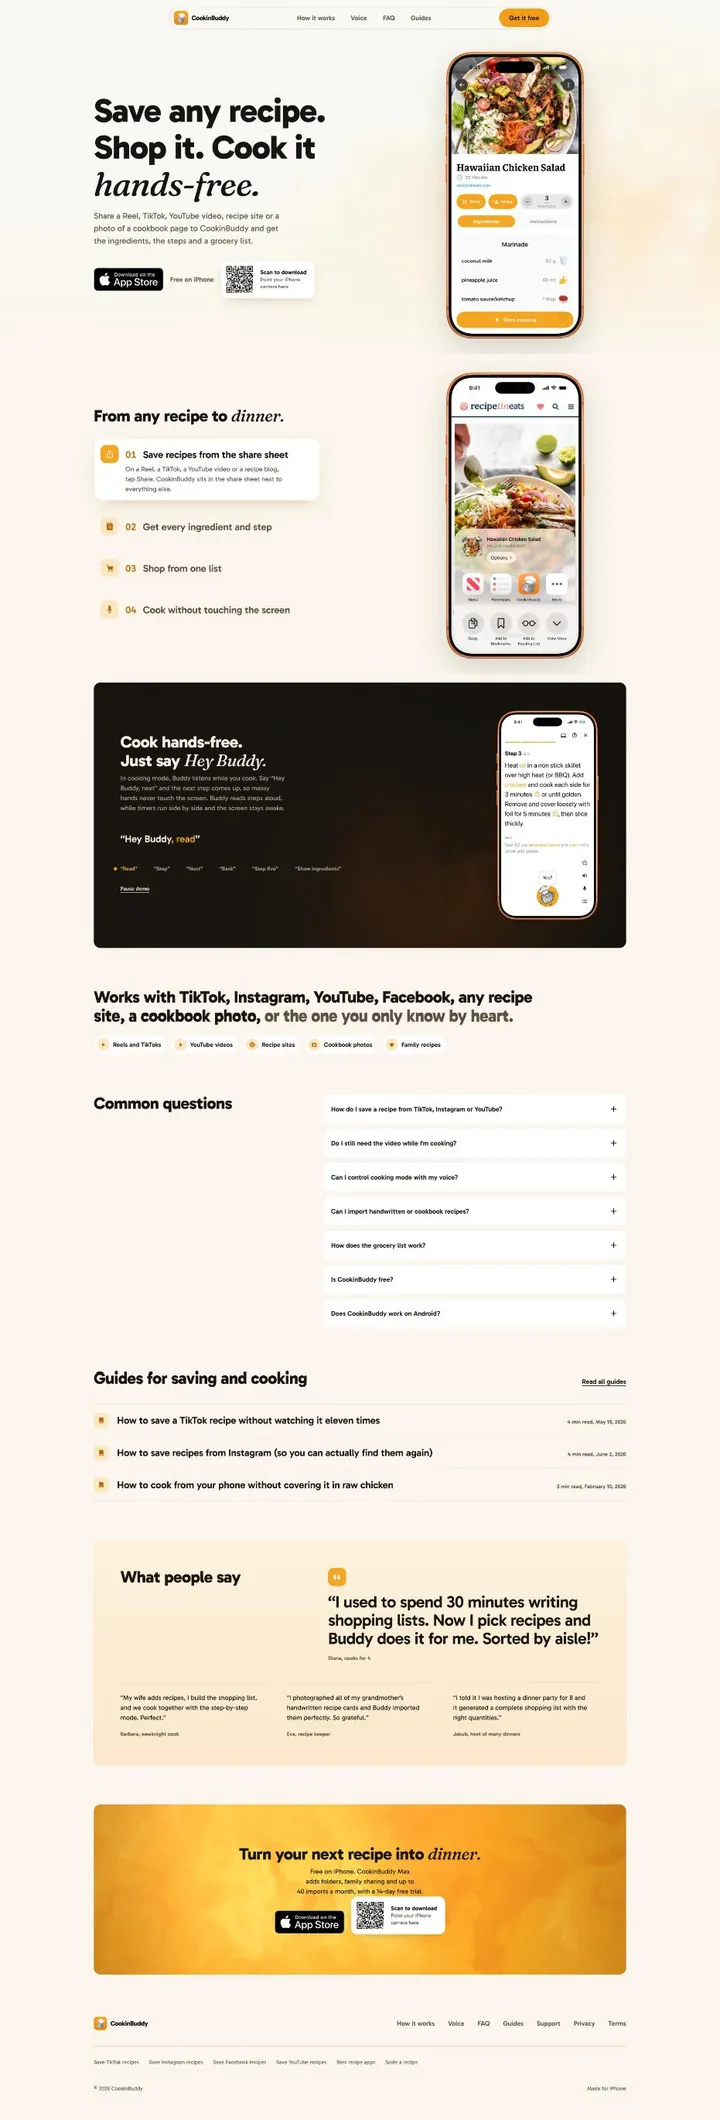 CookinBuddy
How it works
Voice
FAQ
Guides
Get it free
Save any recipe.
Shop it. Cook it
hands-free.
Share a Reel, TikTok, YouTube video, recipe site or a
photo of a cookbook page to CookinBuddy and get
the ingredients, the steps and a grocery list.
Download on the
App Store
Free on iPhone
Scan to download
Point your iPhone
camera here
Hawaiian Chicken Salad
3
Ingredients
Instructions
Marinade
coconut milk
pineapple juice
60 ml
tomato sauce/ketchup
1 tbsp
Start cooking
From any recipe to dinner.
01 Save recipes from the share sheet
On a Reel, a TikTok, a YouTube video or a recipe blog,
tap Share. CookinBuddy sits in the share sheet next to
everything else.
02 Get every ingredient and step
03 Shop from one list
04 Cook without touching the screen
9:41
recipetineats
Hawaiian Chicken Salad
Options
News
Reminders
CookinBuddy
More
Copy
Add to
Bookmarks
Add to
Reading List
View More
Cook hands-free.
Just say Hey Buddy.
In cooking mode, Buddy listens while you cook. Say "Hey
Buddy, next" and the next step comes up, so messy
hands never touch the screen. Buddy reads steps aloud,
while timers run side by side and the screen stays awake.
"Hey Buddy, read"
"Read"
"Stop"
"Next"
"Back"
"Step five"
"Show ingredients"
Pause demo
9:41
Step 3
Heat oil in a non stick skillet
over high heat (or BBQ). Add
chicken and cook each side for
3 minutes or until golden.
Remove and cover loosely with
foil for 5 minutes, then slice
thickly.
Yes?
Works with TikTok, Instagram, YouTube, Facebook, any recipe
site, a cookbook photo, or the one you only know by heart.
Reels and TikToks
YouTube videos
Recipe sites
Cookbook photos
Family recipes
Common questions
How do I save a recipe from TikTok, Instagram or YouTube?
Do I still need the video while I'm cooking?
Can I control cooking mode with my voice?
Can I import handwritten or cookbook recipes?
How does the grocery list work?
Is CookinBuddy free?
Does CookinBuddy work on Android?
Guides for saving and cooking
Read all guides
How to save a TikTok recipe without watching it eleven times
4 min read, May 19, 2026
How to save recipes from Instagram (so you can actually find them again)
4 min read, June 2, 2026
How to cook from your phone without covering it in raw chicken
3 min read, February 10, 2026
What people say
"I used to spend 30 minutes writing
shopping lists. Now I pick recipes and
Buddy does it for me. Sorted by aisle!"
Diana, cooks for 4
"My wife adds recipes, I build the shopping list,
and we cook together with the step-by-step
mode. Perfect."
Barbara, weeknight cook
"I photographed all of my grandmother's
handwritten recipe cards and Buddy imported
them perfectly. So grateful."
Eva, recipe keeper
"I told it I was hosting a dinner party for 8 and
it generated a complete shopping list with the
right quantities."
Jakub, host of many dinners
Turn your next recipe into dinner.
Free on iPhone. CookinBuddy Max
adds folders, family sharing and up to
40 imports a month, with a 14-day free trial.
Download on the
App Store
Scan to download
Point your iPhone
camera here
CookinBuddy
How it works
Voice
FAQ
Guides
Support
Privacy
Terms
Save TikTok recipes
Save Instagram recipes
Save Facebook recipes
Save YouTube recipes
Best recipe apps
Scale a recipe
© 2026 CookinBuddy
Made for iPhone